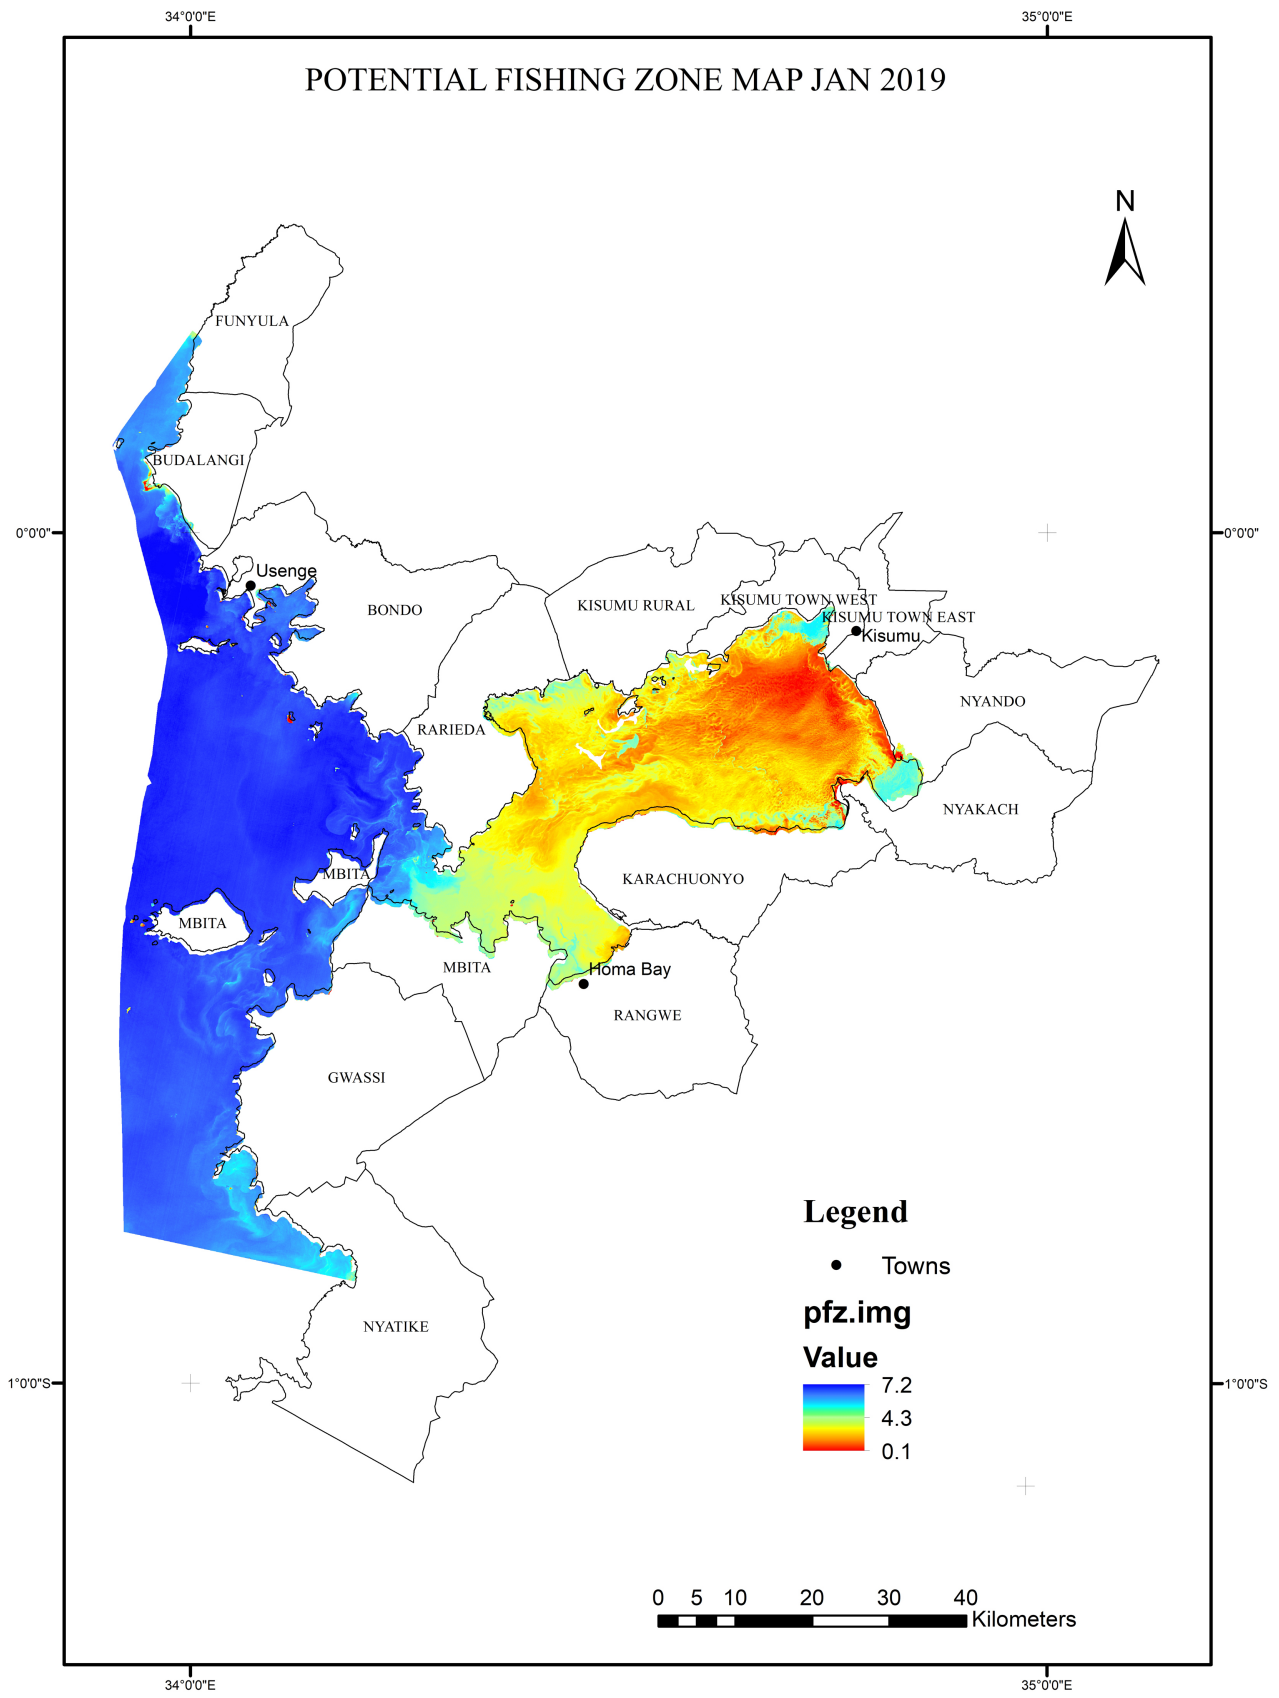 34°0'0"E 35°0'0"E
POTENTIAL FISHING ZONE MAP JAN 2019
N
FUNYULA
BUDALANGI
0°0'0" 0°0'0"
Usenge
BONDO
KISUMU RURAL
KISUMU TOWN WEST
KISUMU TOWN EAST
Kisumu
NYANDO
RARIEDA
NYAKACH
MBITA
KARACHUONYO
MBITA
MBITA
Homa Bay
RANGWE
GWASSI
Legend
Towns
pfz.img
Value
7.2
4.3
0.1
NYATIKE
1°0'0"S 1°0'0"S
0 5 10 20 30 40
Kilometers
34°0'0"E 35°0'0"E